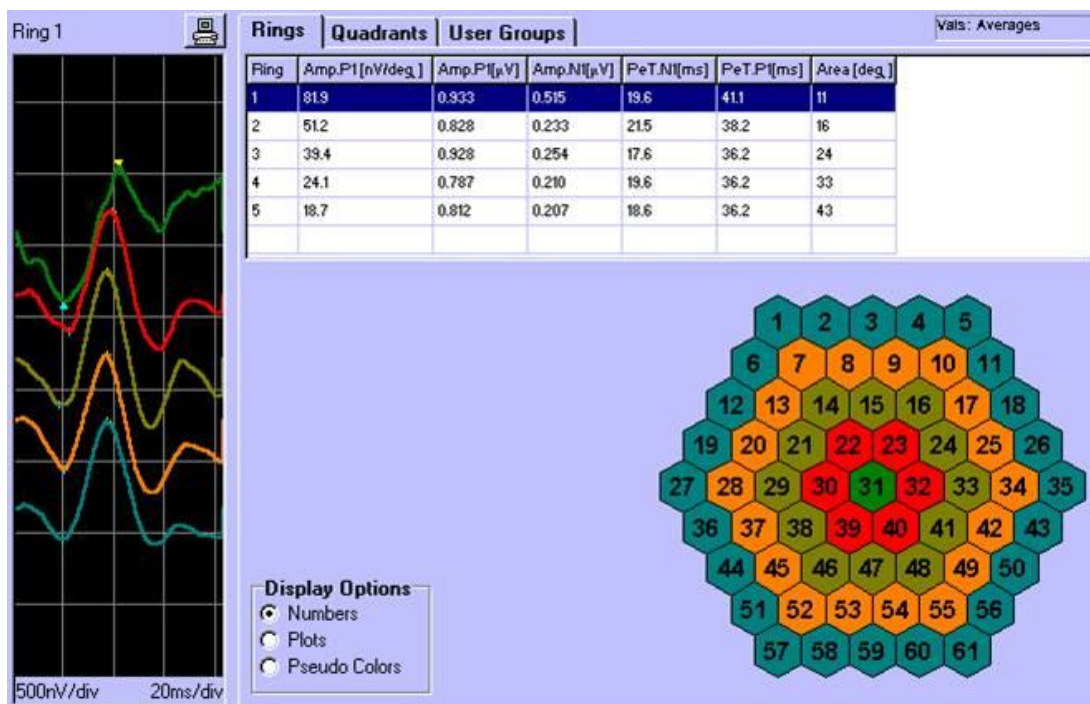 Ring 1
Rings Quadrants User Groups
Vals: Averages
Ring Amp.P1[nV/deg²] Amp.P1[µV] Amp.N1[µV] PeT.N1[ms] PeT.P1[ms] Area [deg²]
1 81.9 0.933 0.515 19.6 41.1 11
2 51.2 0.828 0.233 21.5 38.2 16
3 39.4 0.928 0.254 17.6 36.2 24
4 24.1 0.787 0.210 19.6 36.2 33
5 18.7 0.812 0.207 18.6 36.2 43
1 2 3 4 5
6 7 8 9 10 11
12 13 14 15 16 17 18
19 20 21 22 23 24 25 26
27 28 29 30 31 32 33 34 35
36 37 38 39 40 41 42 43
44 45 46 47 48 49 50
51 52 53 54 55 56
57 58 59 60 61
Display Options
Numbers
Plots
Pseudo Colors
500nV/div 20ms/div